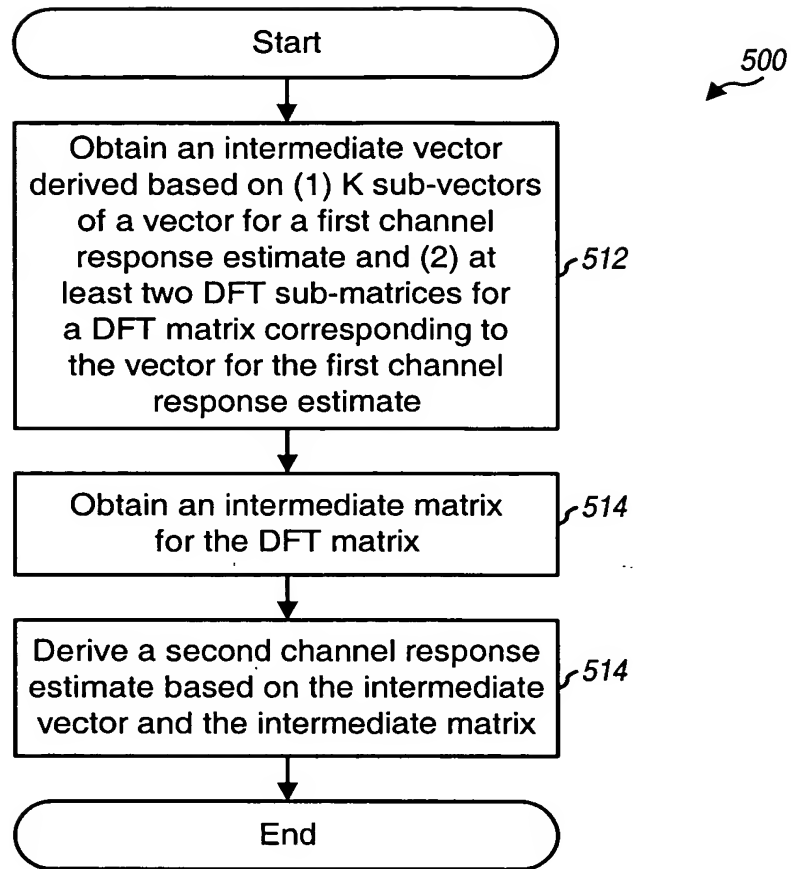 Start
500
Obtain an intermediate vector
derived based on (1) K sub-vectors
of a vector for a first channel
response estimate and (2) at
least two DFT sub-matrices for
a DFT matrix corresponding to
the vector for the first channel
response estimate
512
Obtain an intermediate matrix
for the DFT matrix
514
Derive a second channel response
estimate based on the intermediate
vector and the intermediate matrix
514
End